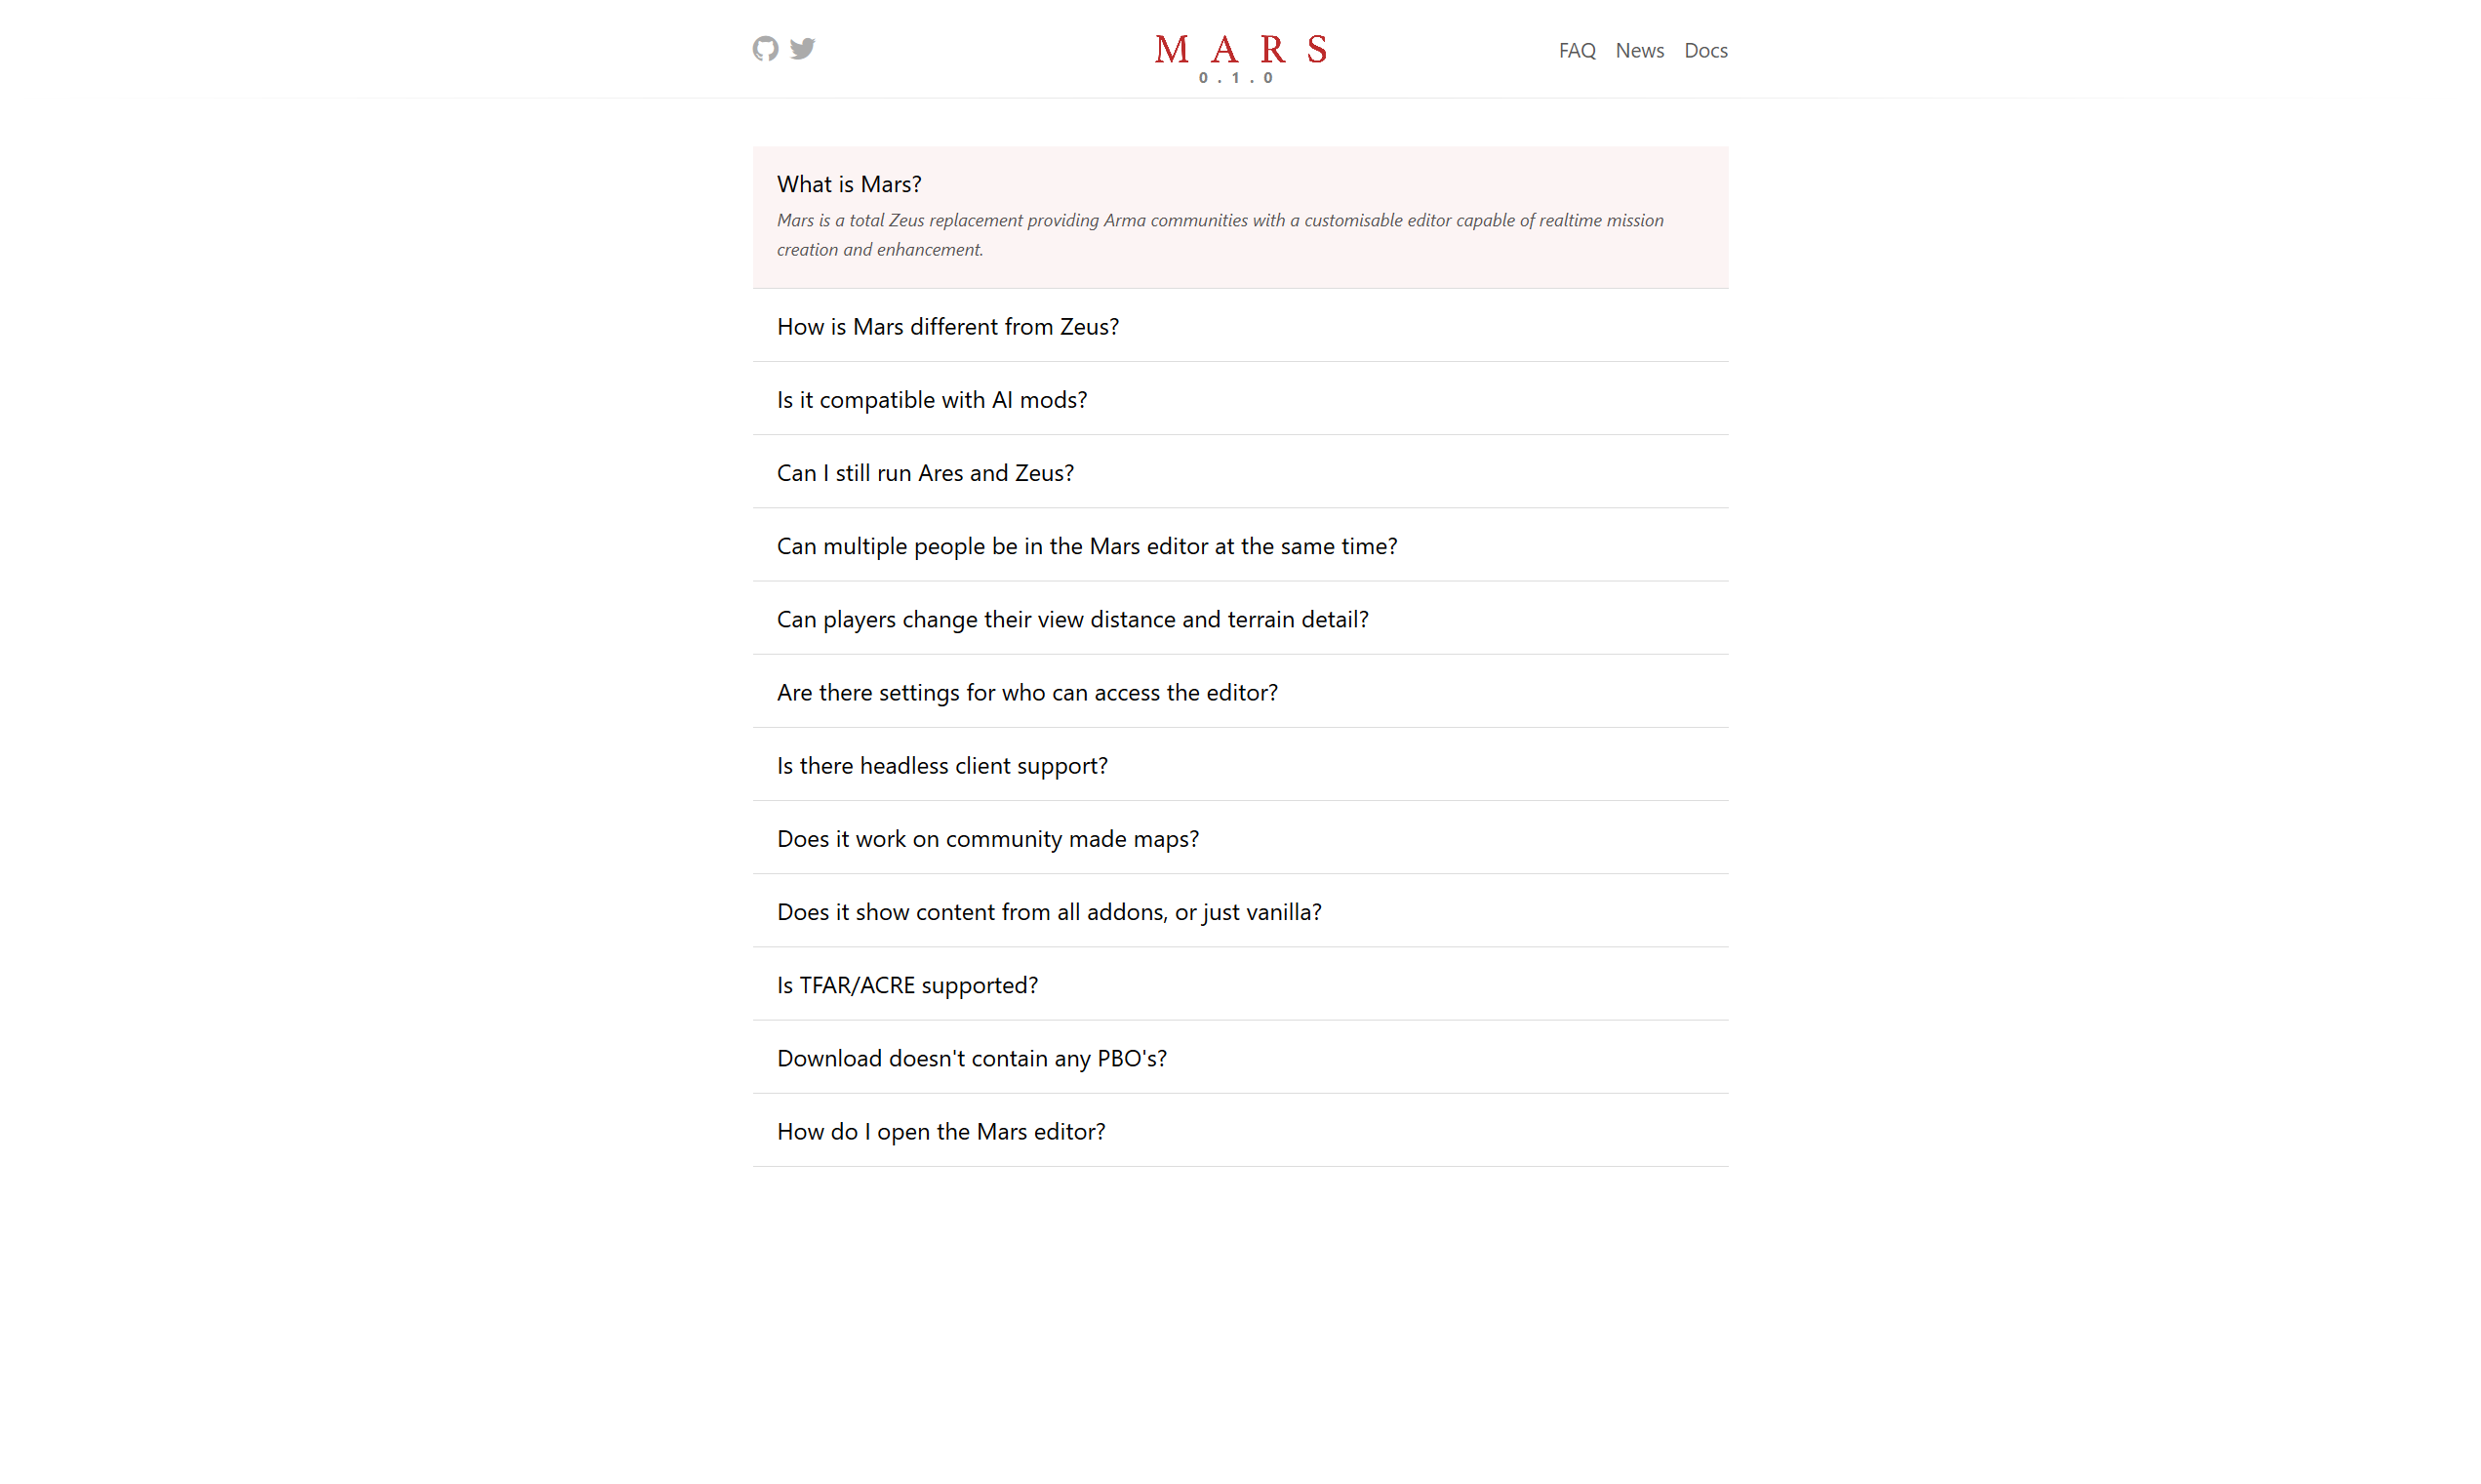 M A R S
0.1.0
FAQ News Docs
What is Mars?
Mars is a total Zeus replacement providing Arma communities with a customisable editor capable of realtime mission
creation and enhancement.
How is Mars different from Zeus?
Is it compatible with AI mods?
Can I still run Ares and Zeus?
Can multiple people be in the Mars editor at the same time?
Can players change their view distance and terrain detail?
Are there settings for who can access the editor?
Is there headless client support?
Does it work on community made maps?
Does it show content from all addons, or just vanilla?
Is TFAR/ACRE supported?
Download doesn't contain any PBO's?
How do I open the Mars editor?